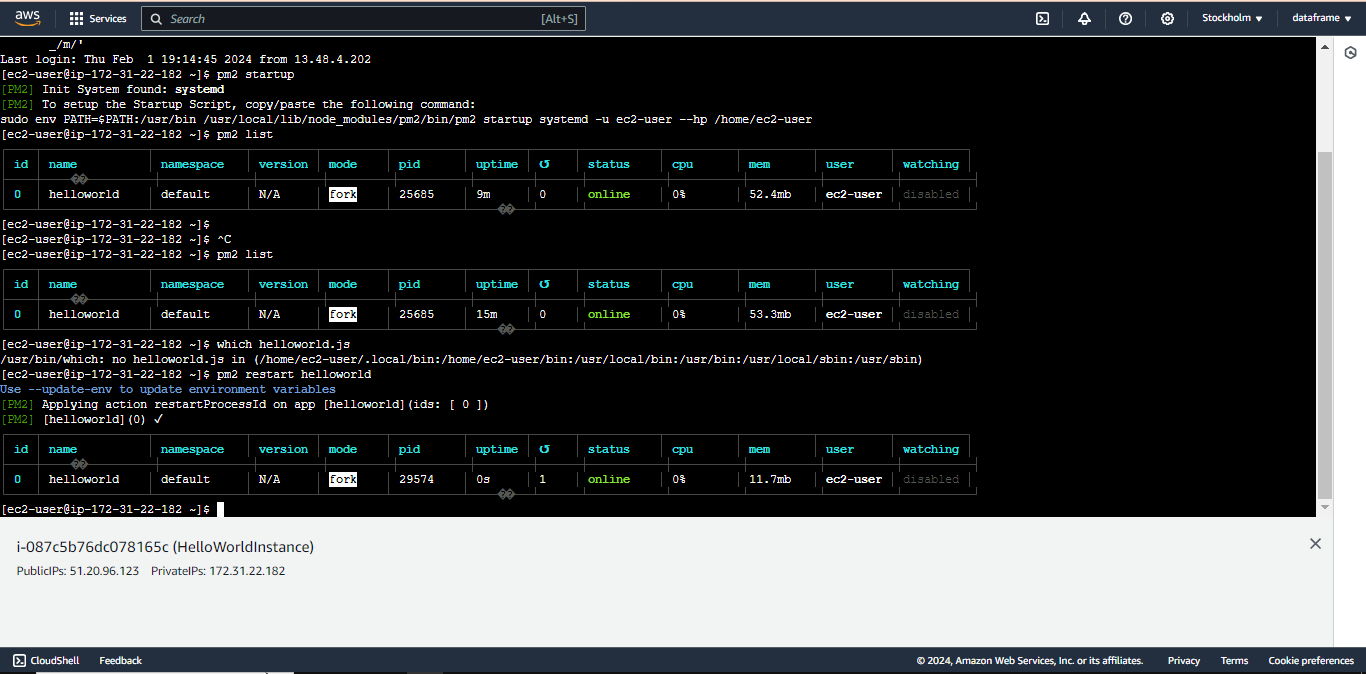 aws Services Search [Alt+S] Stockholm ▼ dataframe ▼
_/m/'
Last login: Thu Feb  1 19:14:45 2024 from 13.48.4.202
[ec2-user@ip-172-31-22-182 ~]$ pm2 startup
[PM2] Init System found: systemd
[PM2] To setup the Startup Script, copy/paste the following command:
sudo env PATH=$PATH:/usr/bin /usr/local/lib/node_modules/pm2/bin/pm2 startup systemd -u ec2-user --hp /home/ec2-user
[ec2-user@ip-172-31-22-182 ~]$ pm2 list
id name namespace version mode pid uptime ↺ status cpu mem user watching
0 helloworld default N/A fork 25685 9m 0 online 0% 52.4mb ec2-user disabled
[ec2-user@ip-172-31-22-182 ~]$
[ec2-user@ip-172-31-22-182 ~]$ ^C
[ec2-user@ip-172-31-22-182 ~]$ pm2 list
id name namespace version mode pid uptime ↺ status cpu mem user watching
0 helloworld default N/A fork 25685 15m 0 online 0% 53.3mb ec2-user disabled
[ec2-user@ip-172-31-22-182 ~]$ which helloworld.js
/usr/bin/which: no helloworld.js in (/home/ec2-user/.local/bin:/home/ec2-user/bin:/usr/local/bin:/usr/bin:/usr/local/sbin:/usr/sbin)
[ec2-user@ip-172-31-22-182 ~]$ pm2 restart helloworld
Use --update-env to update environment variables
[PM2] Applying action restartProcessId on app [helloworld](ids: [ 0 ])
[PM2] [helloworld](0) ✓
id name namespace version mode pid uptime ↺ status cpu mem user watching
0 helloworld default N/A fork 29574 0s 1 online 0% 11.7mb ec2-user disabled
[ec2-user@ip-172-31-22-182 ~]$
i-087c5b76dc078165c (HelloWorldInstance)
PublicIPs: 51.20.96.123 PrivateIPs: 172.31.22.182
CloudShell Feedback © 2024, Amazon Web Services, Inc. or its affiliates. Privacy Terms Cookie preferences